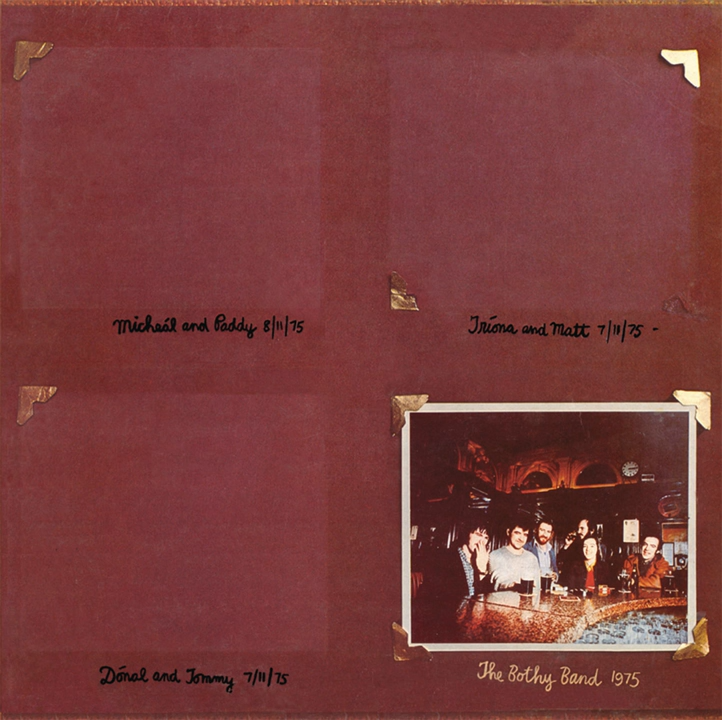 Micheál and Paddy 8/11/75
Tríona and Matt 7/11/75 -
Dónal and Tommy 7/11/75
The Bothy Band 1975